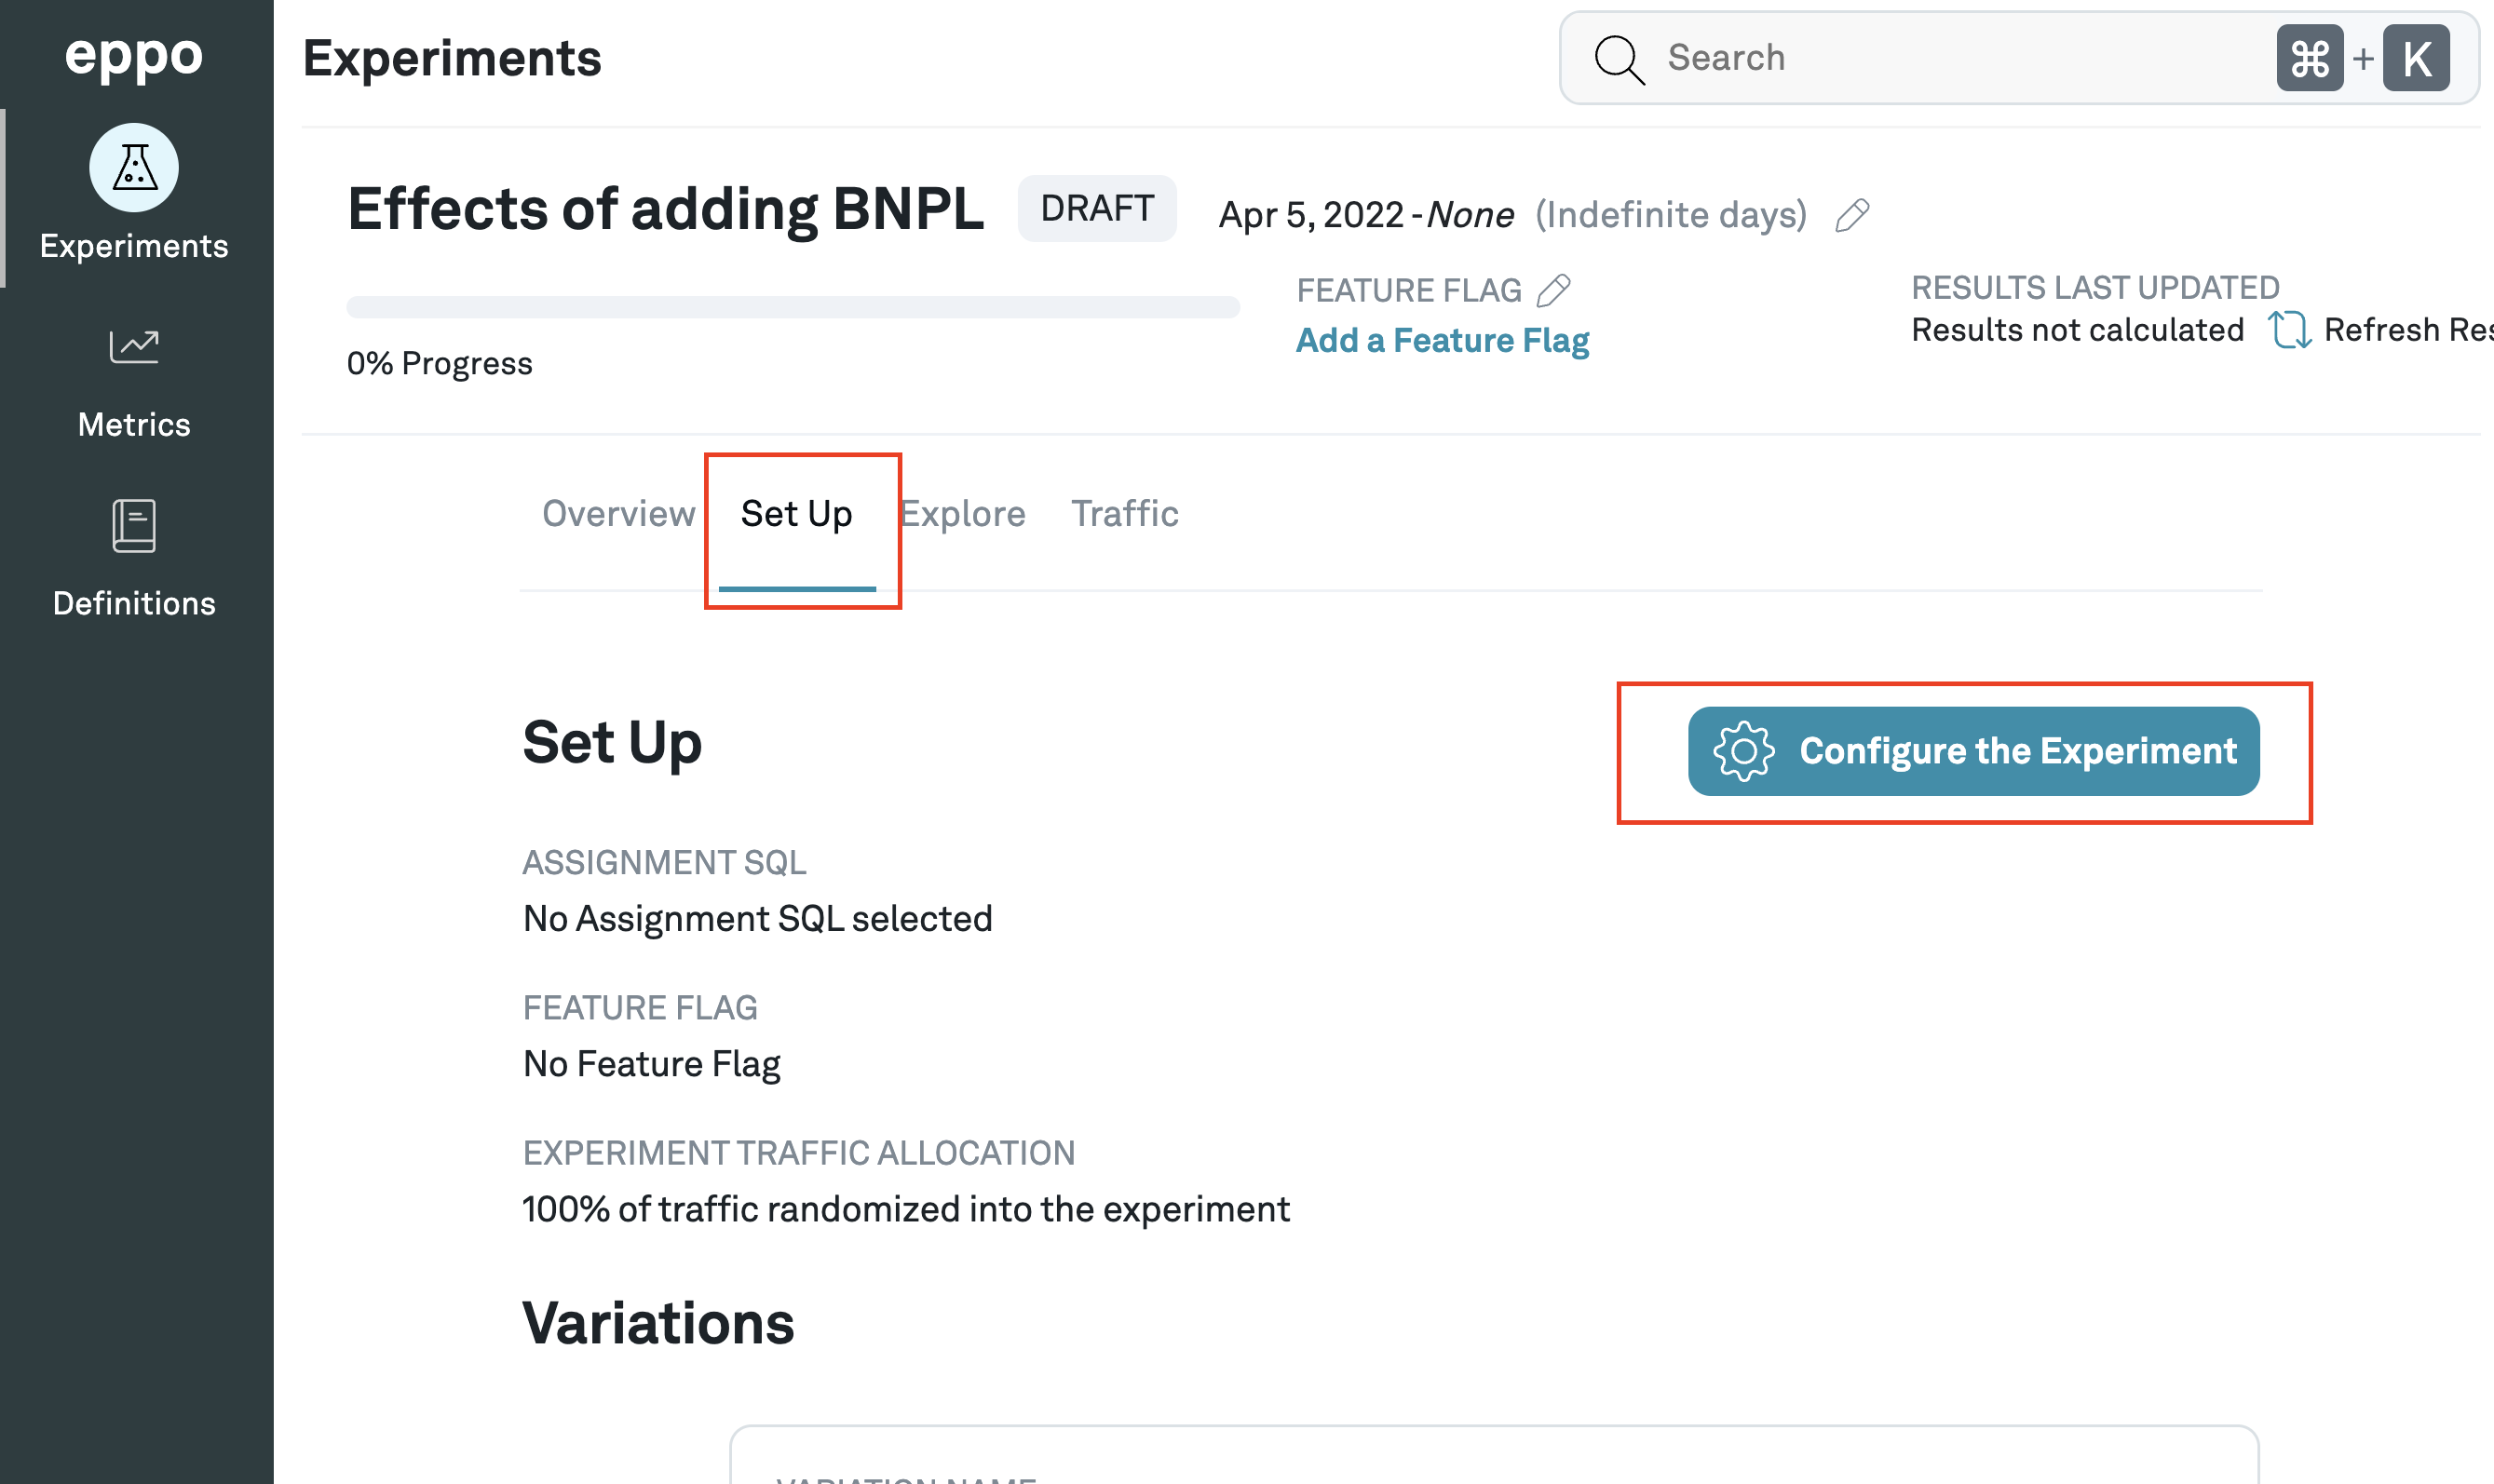 eppo
Experiments
Metrics
Definitions
Experiments
Search
⌘ + K
Effects of adding BNPL
DRAFT
Apr 5, 2022 - None (Indefinite days)
0% Progress
FEATURE FLAG
Add a Feature Flag
RESULTS LAST UPDATED
Results not calculated
Refresh Res
Overview
Set Up
Explore
Traffic
Set Up
Configure the Experiment
ASSIGNMENT SQL
No Assignment SQL selected
FEATURE FLAG
No Feature Flag
EXPERIMENT TRAFFIC ALLOCATION
100% of traffic randomized into the experiment
Variations
VARIATION NAME